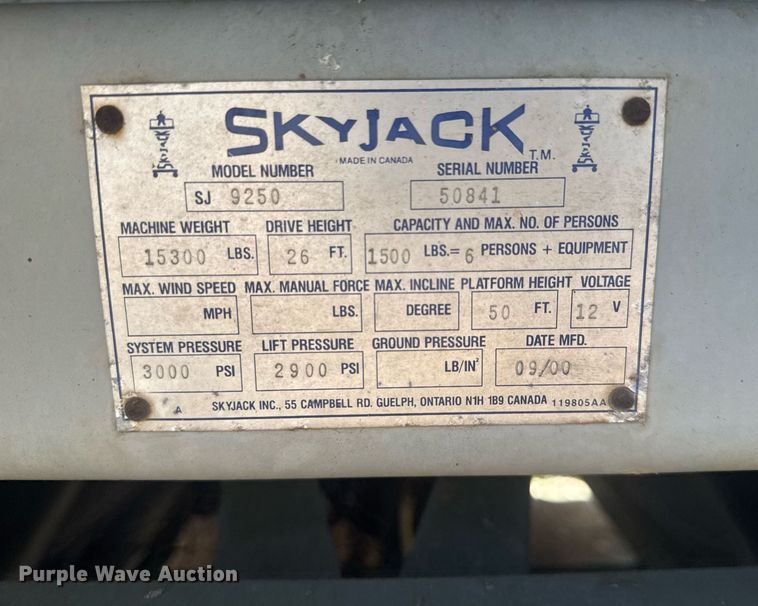 SKYJACK T.M.
MADE IN CANADA
MODEL NUMBER SERIAL NUMBER
SJ 9250 50841
MACHINE WEIGHT DRIVE HEIGHT CAPACITY AND MAX. NO. OF PERSONS
15300 LBS. 26 FT. 1500 LBS.= 6 PERSONS + EQUIPMENT
MAX. WIND SPEED MAX. MANUAL FORCE MAX. INCLINE PLATFORM HEIGHT VOLTAGE
MPH LBS. DEGREE 50 FT. 12 V
SYSTEM PRESSURE LIFT PRESSURE GROUND PRESSURE DATE MFD.
3000 PSI 2900 PSI LB/IN² 09/00
A SKYJACK INC., 55 CAMPBELL RD. GUELPH, ONTARIO N1H 1B9 CANADA 119805AA
Purple Wave Auction